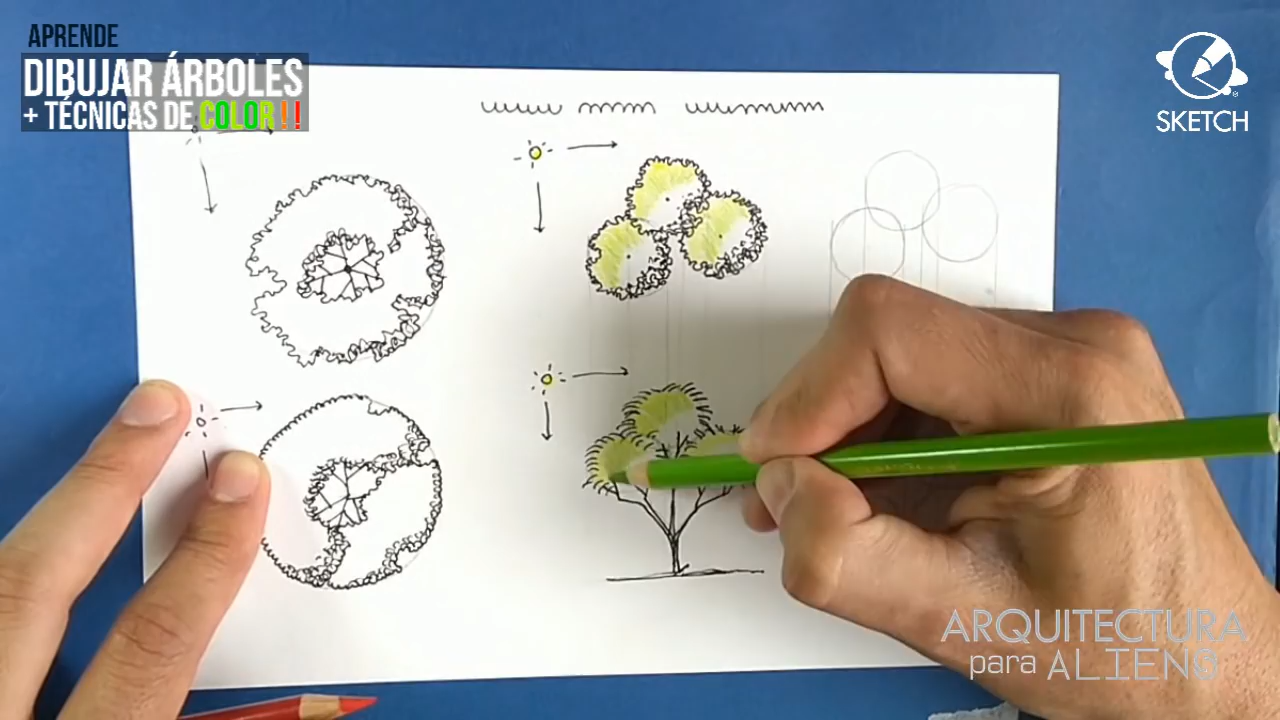 APRENDE
DIBUJAR ÁRBOLES
+ TÉCNICAS DE COLOR!!
®
SKETCH
ARQUITECTURA
para ALIENS